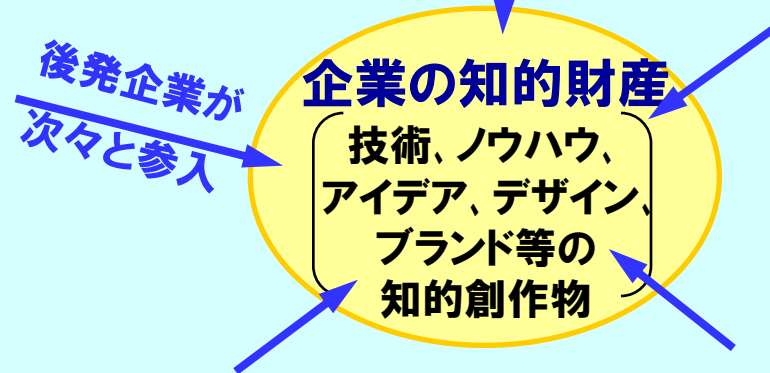 後発企業が
次々と参入
企業の知的財産
技術、ノウハウ、
アイデア、デザイン、
ブランド等の
知的創作物